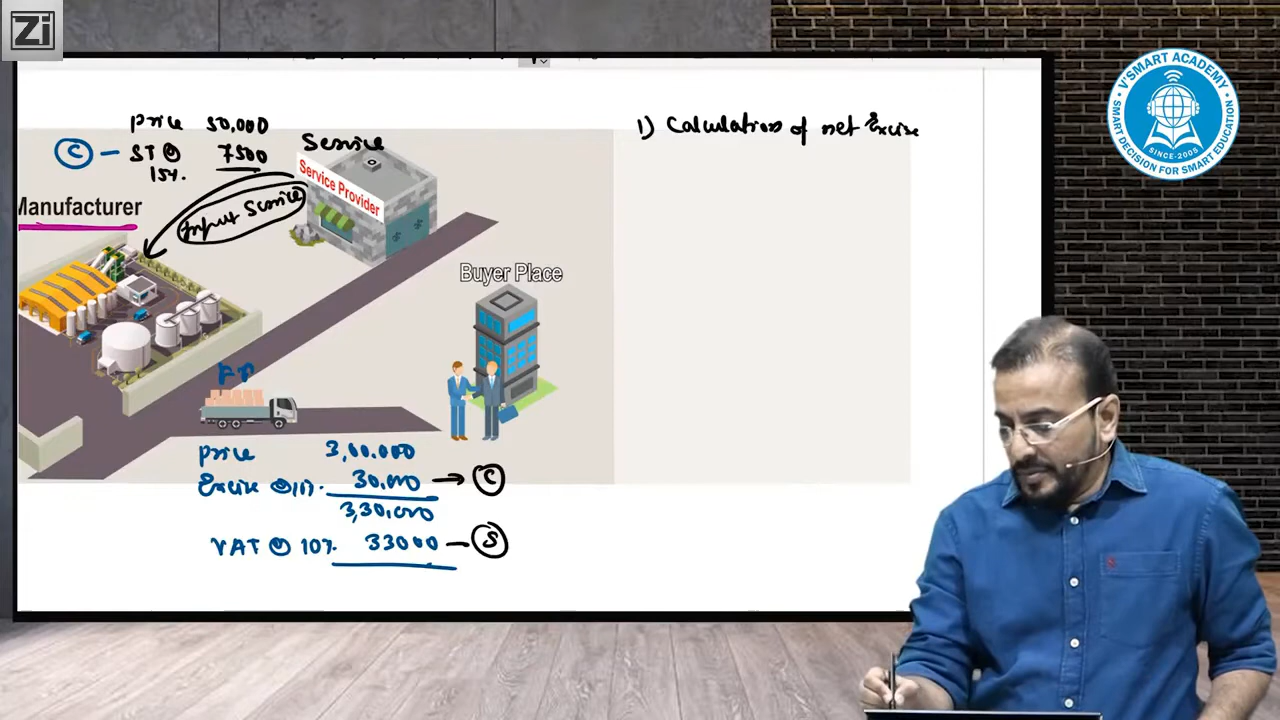 Zi
V'SMART ACADEMY
SINCE-2005
SMART DECISION FOR SMART EDUCATION
price 50,000
C - ST @ 7500
15%
Service
Service Provider
Input Service
Manufacturer
Buyer Place
FP
price 3,00,000
Excise @10% 30,000 → C
3,30,000
VAT @ 10% 33000 - S
1) Calculation of net Excise